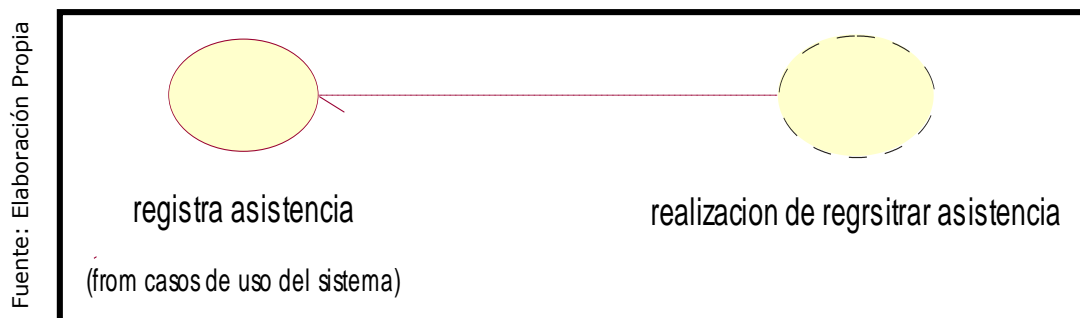 Fuente: Elaboración Propia
registra asistencia
(from casos de uso del sistema)
realizacion de regrsitrar asistencia